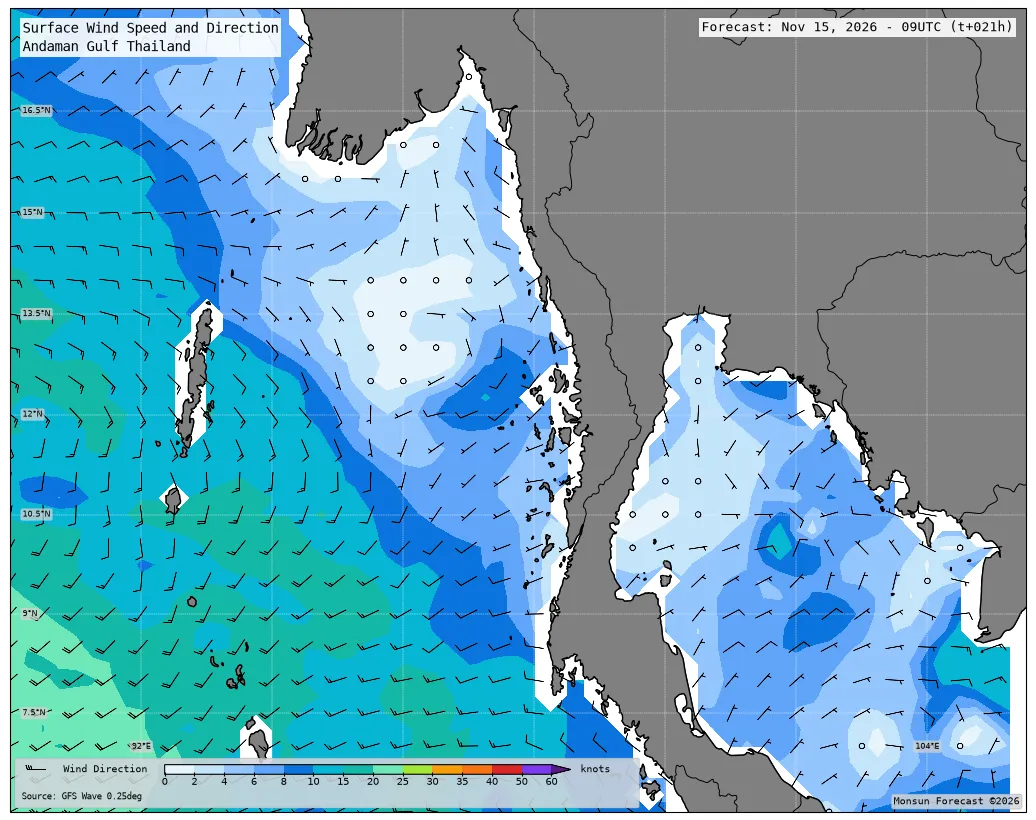 Surface Wind Speed and Direction
Andaman Gulf Thailand
Forecast: Nov 15, 2026 - 09UTC (t+021h)
16.5°N
15°N
13.5°N
12°N
10.5°N
9°N
7.5°N
92°E
104°E
Wind Direction
knots
0 2 4 6 8 10 15 20 25 30 35 40 50 60
Source: GFS Wave 0.25deg
Monsun Forecast ©2026